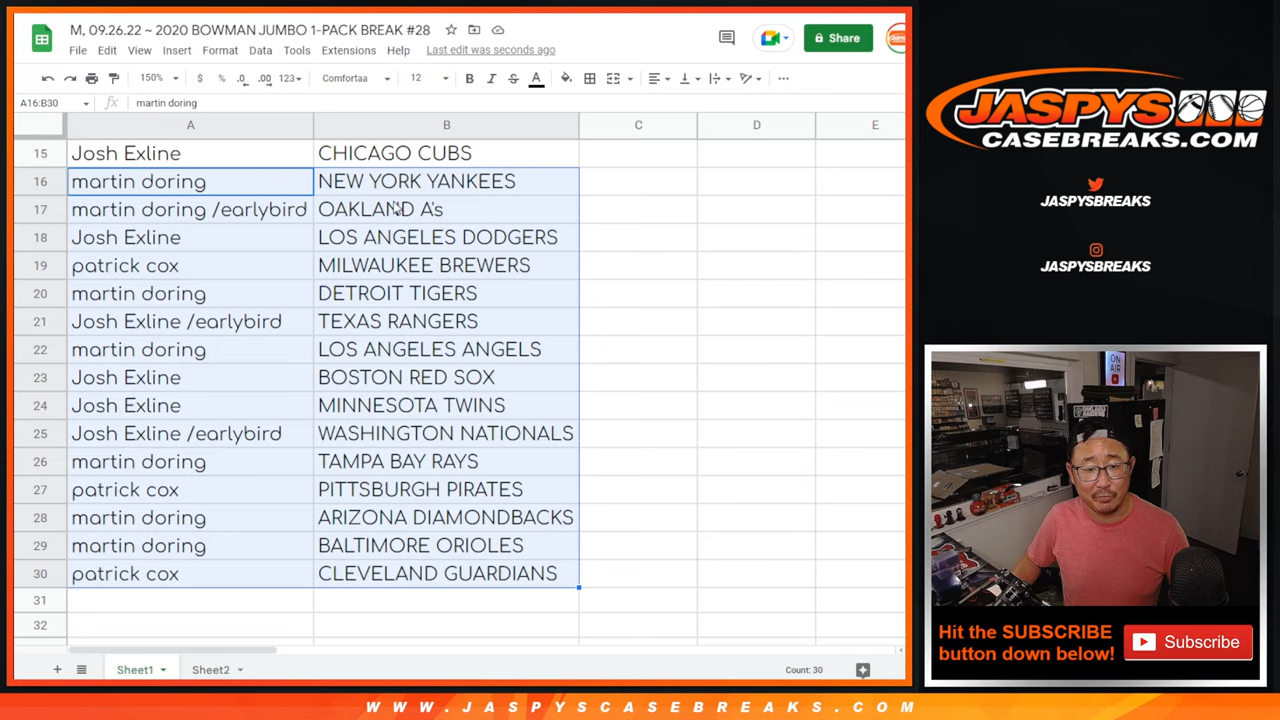 M, 09.26.22 ~ 2020 BOWMAN JUMBO 1-PACK BREAK #28
File Edit View Insert Format Data Tools Extensions Help Last edit was seconds ago
Share
150% $ % .0 .00 123 Comfortaa 12 B I S A
A16:B30 fx martin doring
A B C D E
15 Josh Exline CHICAGO CUBS
16 martin doring NEW YORK YANKEES
17 martin doring /earlybird OAKLAND A's
18 Josh Exline LOS ANGELES DODGERS
19 patrick cox MILWAUKEE BREWERS
20 martin doring DETROIT TIGERS
21 Josh Exline /earlybird TEXAS RANGERS
22 martin doring LOS ANGELES ANGELS
23 Josh Exline BOSTON RED SOX
24 Josh Exline MINNESOTA TWINS
25 Josh Exline /earlybird WASHINGTON NATIONALS
26 martin doring TAMPA BAY RAYS
27 patrick cox PITTSBURGH PIRATES
28 martin doring ARIZONA DIAMONDBACKS
29 martin doring BALTIMORE ORIOLES
30 patrick cox CLEVELAND GUARDIANS
31
32
Sheet1 Sheet2 Count: 30
JASPYS
CASEBREAKS.COM
JASPYSBREAKS
JASPYSBREAKS
ON AIR
Hit the SUBSCRIBE
button down below!
Subscribe
WWW.JASPYSCASEBREAKS.COM